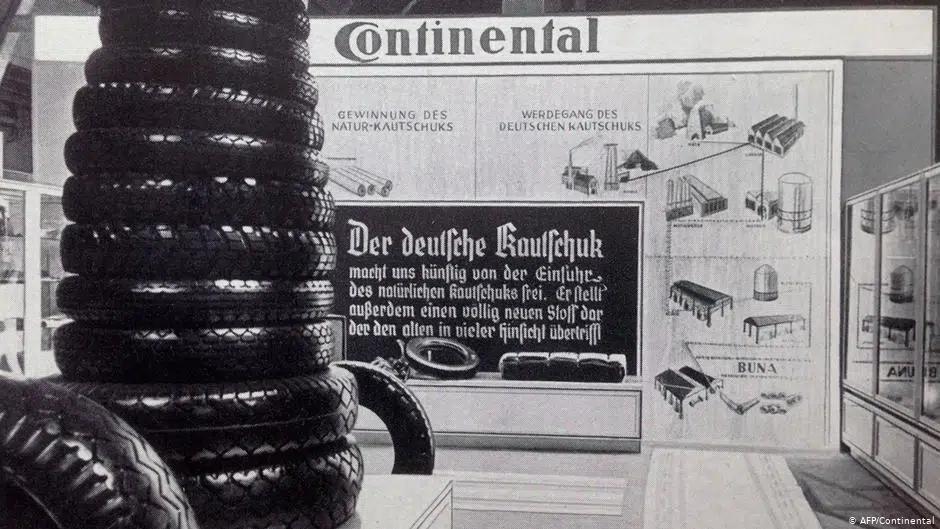 Continental
GEWINNUNG DES
NATUR-KAUTSCHUKS
WERDEGANG DES
DEUTSCHEN KAUTSCHUKS
Der deutsche Kautschuk
macht uns künftig von der Einfuhr
des natürlichen Kautschuks frei. Er stellt
außerdem einen völlig neuen Stoff dar
der den alten in vieler Hinsicht übertrifft
BUNA
BUNA
© AFP/Continental